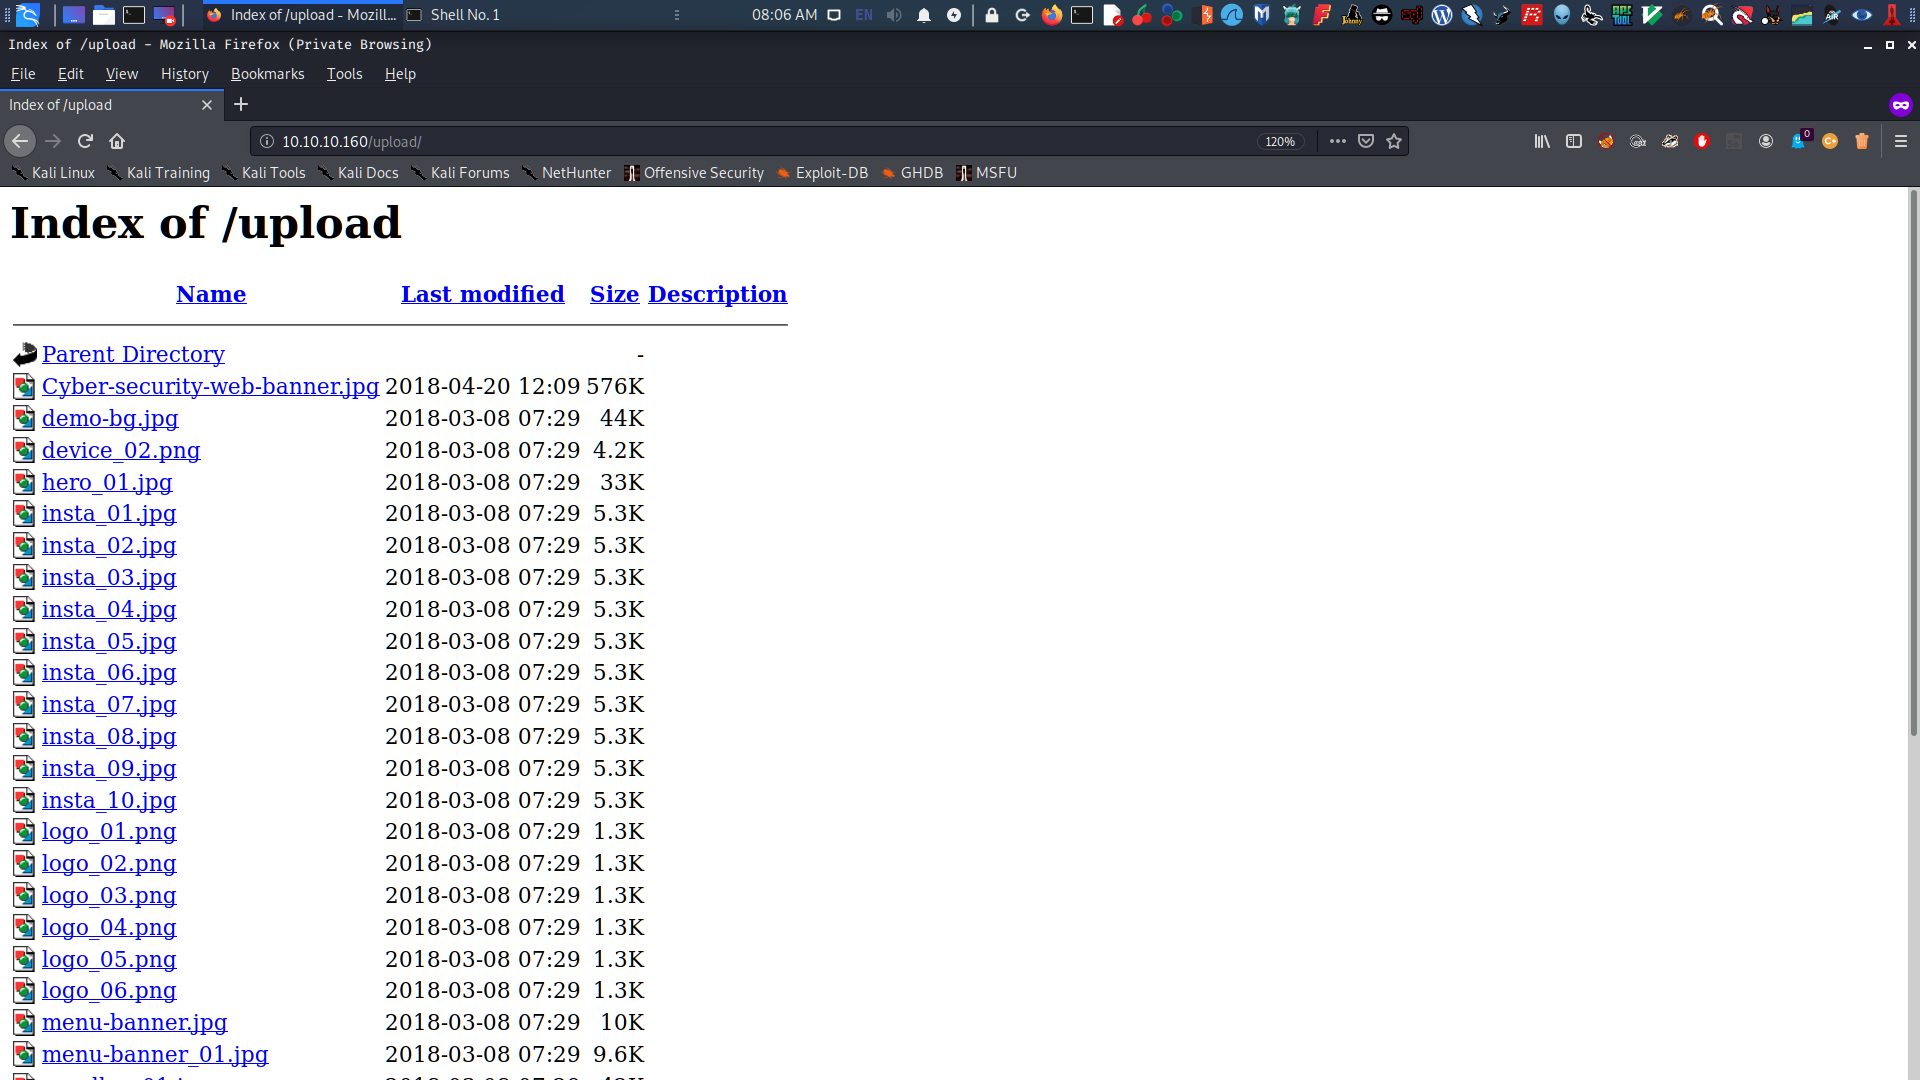 Index of /upload - Mozill... Shell No. 1 08:06 AM EN
Index of /upload - Mozilla Firefox (Private Browsing)
File Edit View History Bookmarks Tools Help
Index of /upload
10.10.10.160/upload/ 120% 0
Kali Linux Kali Training Kali Tools Kali Docs Kali Forums NetHunter Offensive Security Exploit-DB GHDB MSFU
Index of /upload
Name Last modified Size Description
Parent Directory -
Cyber-security-web-banner.jpg 2018-04-20 12:09 576K
demo-bg.jpg 2018-03-08 07:29 44K
device_02.png 2018-03-08 07:29 4.2K
hero_01.jpg 2018-03-08 07:29 33K
insta_01.jpg 2018-03-08 07:29 5.3K
insta_02.jpg 2018-03-08 07:29 5.3K
insta_03.jpg 2018-03-08 07:29 5.3K
insta_04.jpg 2018-03-08 07:29 5.3K
insta_05.jpg 2018-03-08 07:29 5.3K
insta_06.jpg 2018-03-08 07:29 5.3K
insta_07.jpg 2018-03-08 07:29 5.3K
insta_08.jpg 2018-03-08 07:29 5.3K
insta_09.jpg 2018-03-08 07:29 5.3K
insta_10.jpg 2018-03-08 07:29 5.3K
logo_01.png 2018-03-08 07:29 1.3K
logo_02.png 2018-03-08 07:29 1.3K
logo_03.png 2018-03-08 07:29 1.3K
logo_04.png 2018-03-08 07:29 1.3K
logo_05.png 2018-03-08 07:29 1.3K
logo_06.png 2018-03-08 07:29 1.3K
menu-banner.jpg 2018-03-08 07:29 10K
menu-banner_01.jpg 2018-03-08 07:29 9.6K